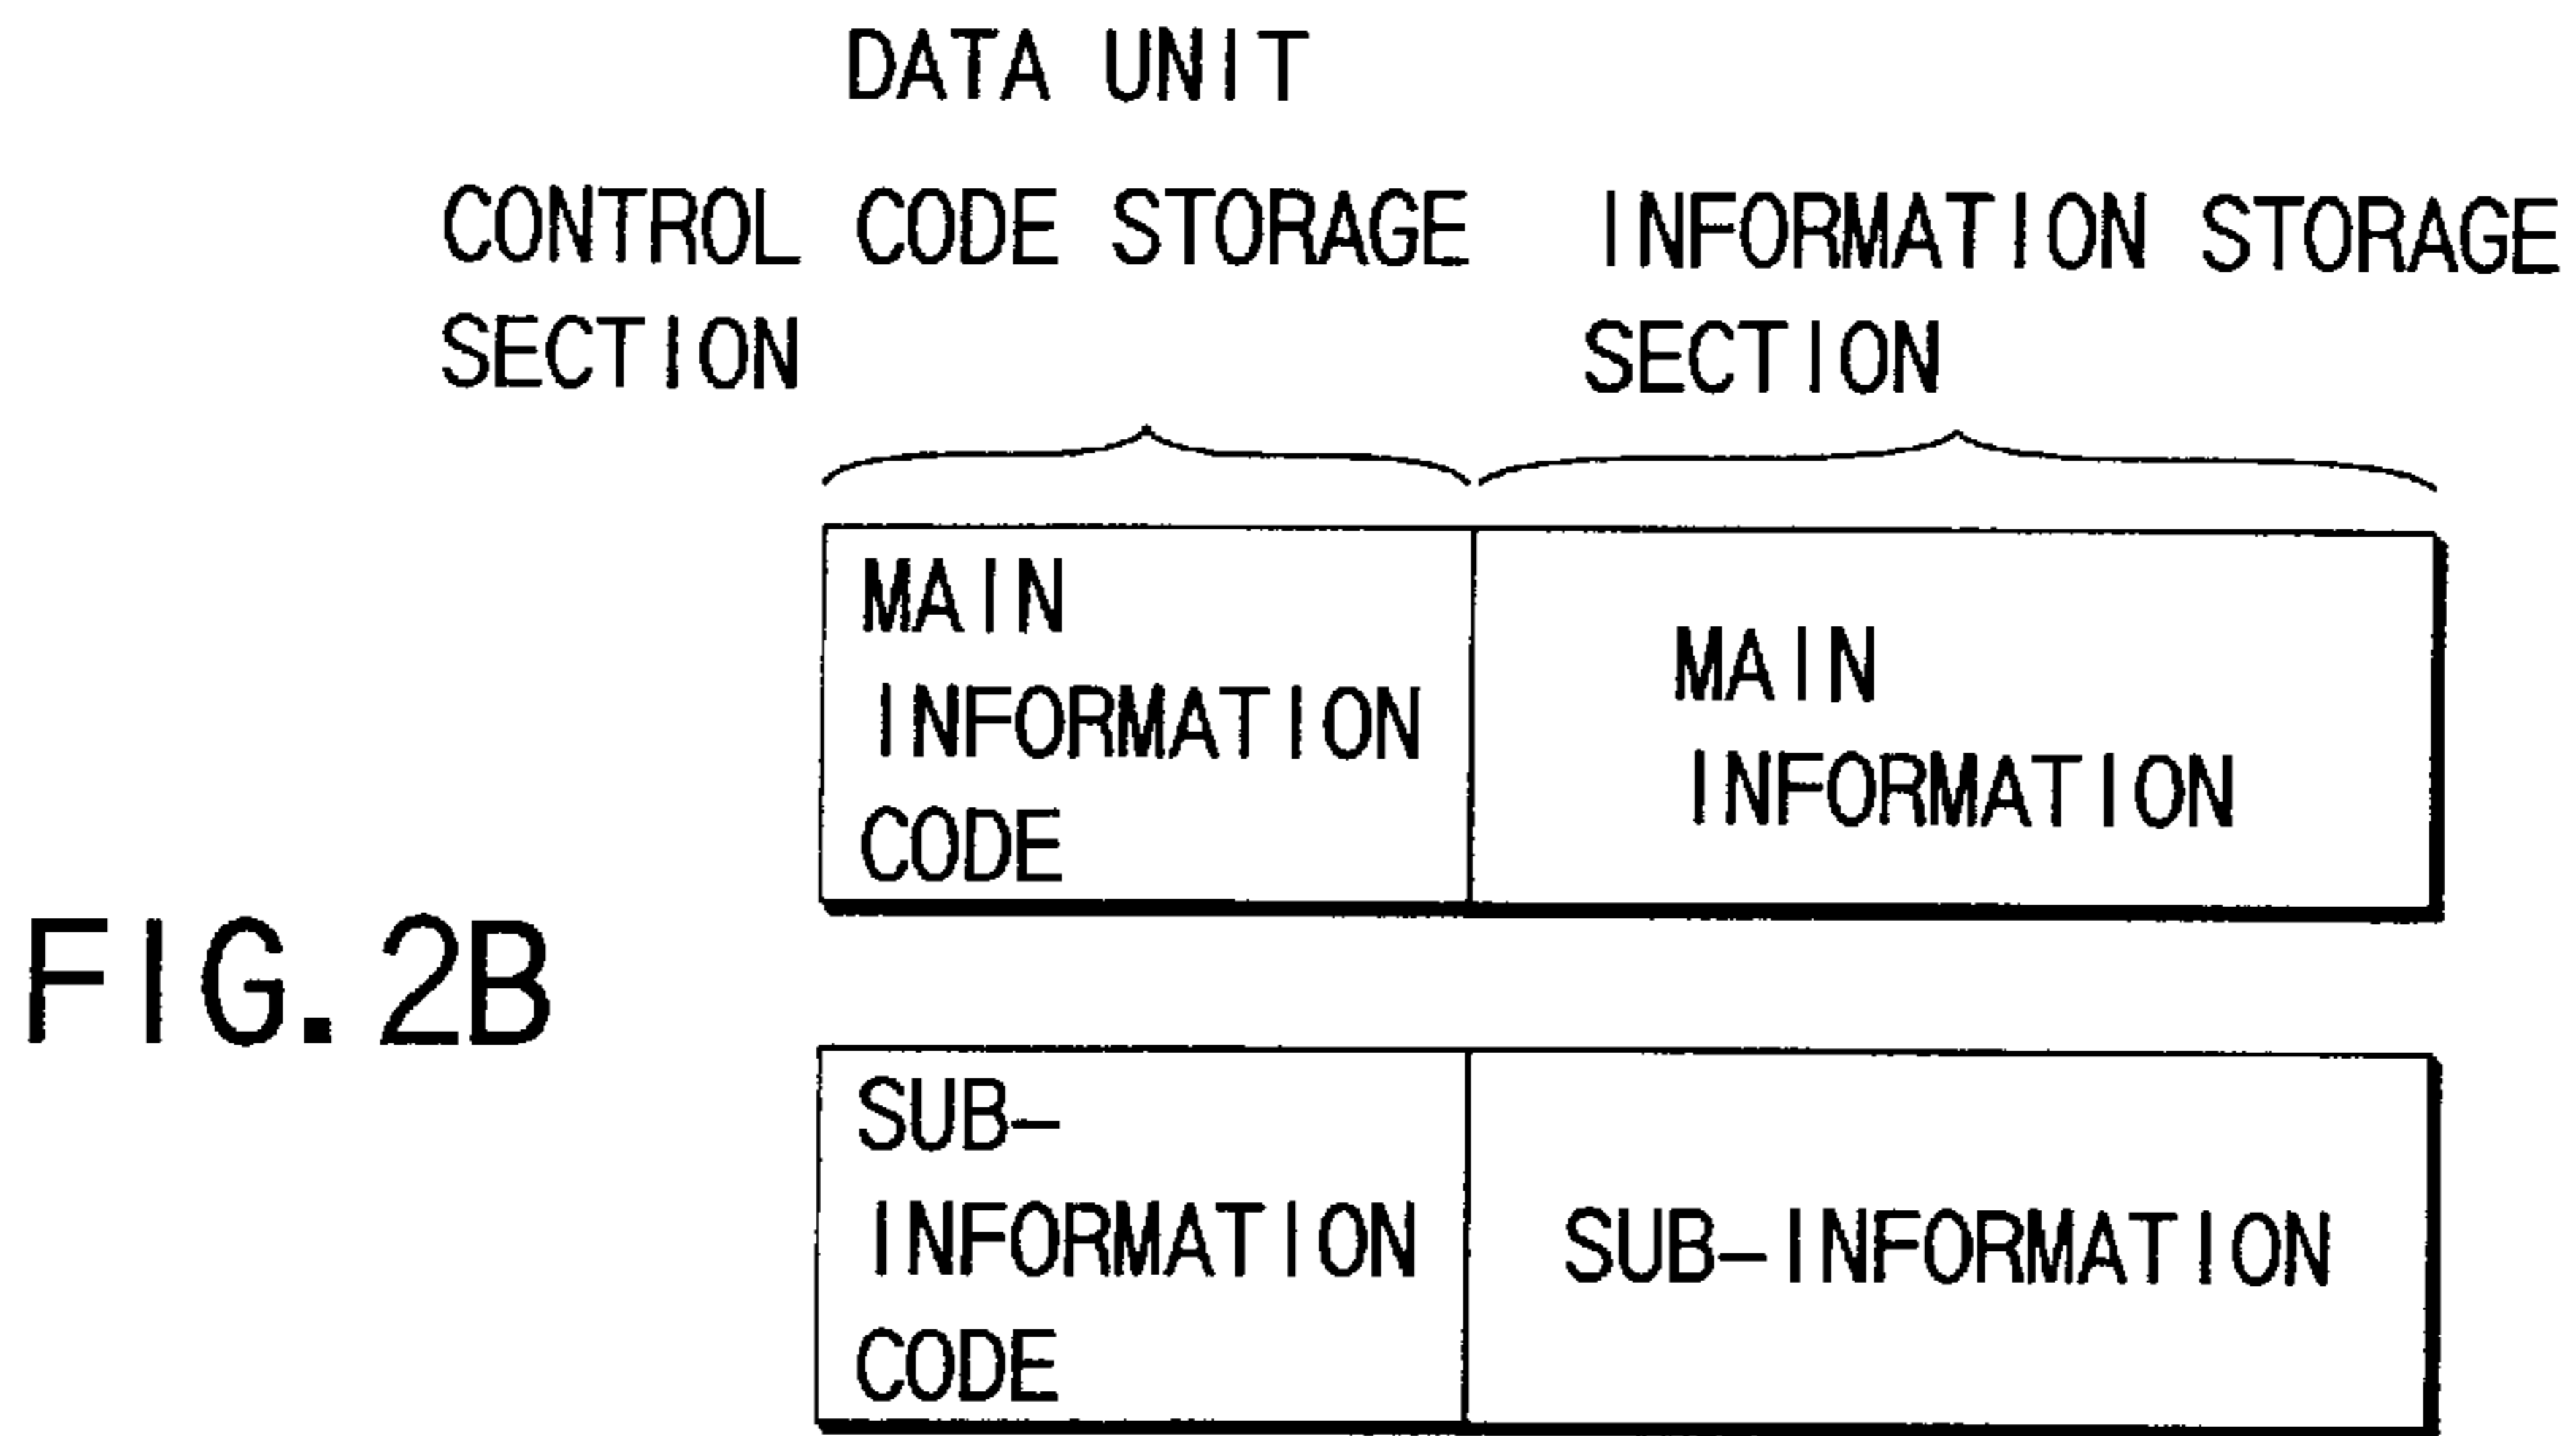 DATA UNIT
CONTROL CODE STORAGE SECTION
INFORMATION STORAGE SECTION
MAIN
INFORMATION
CODE
MAIN
INFORMATION
FIG. 2B
SUB-
INFORMATION
CODE
SUB-INFORMATION